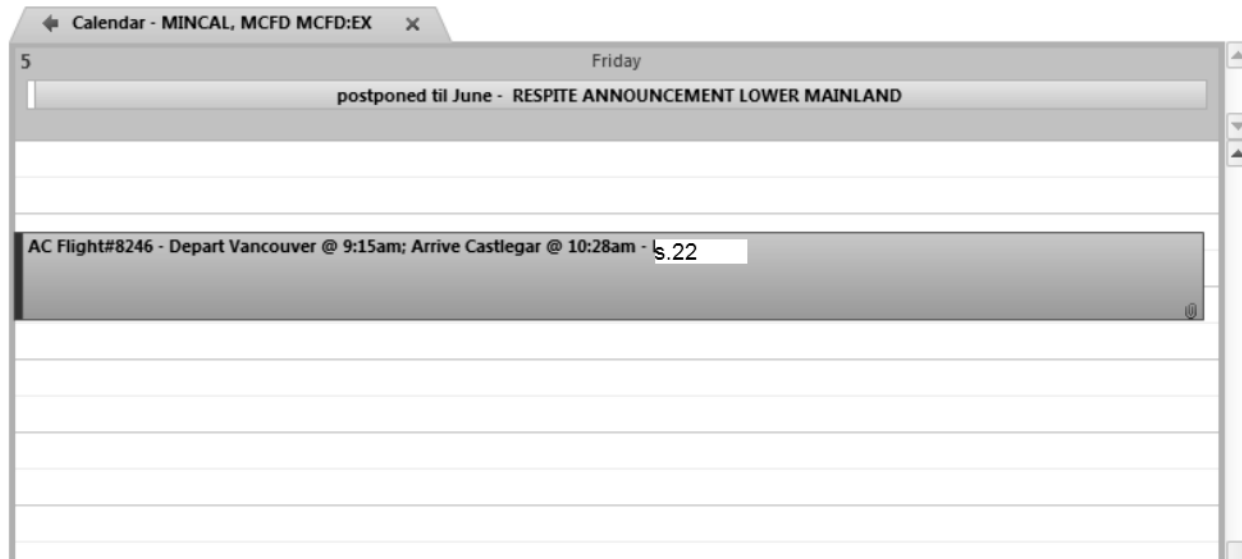 Calendar - MINCAL, MCFD MCFD:EX
5 Friday
postponed til June - RESPITE ANNOUNCEMENT LOWER MAINLAND
AC Flight#8246 - Depart Vancouver @ 9:15am; Arrive Castlegar @ 10:28am - s.22